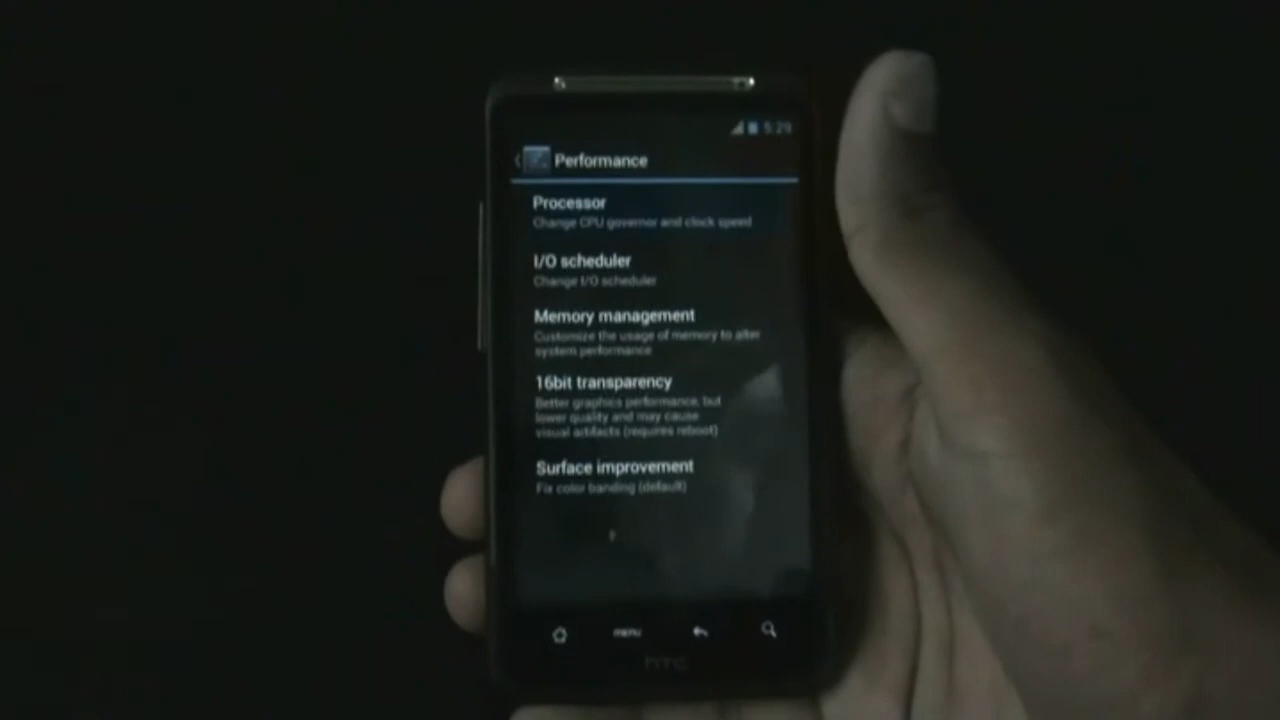 5:29
Performance
Processor
Change CPU governor and clock speed
I/O scheduler
Change I/O scheduler
Memory management
Customize the usage of memory to alter
system performance
16bit transparency
Better graphics performance, but
lower quality and may cause
visual artifacts (requires reboot)
Surface improvement
Fix color banding (default)
menu
hTC